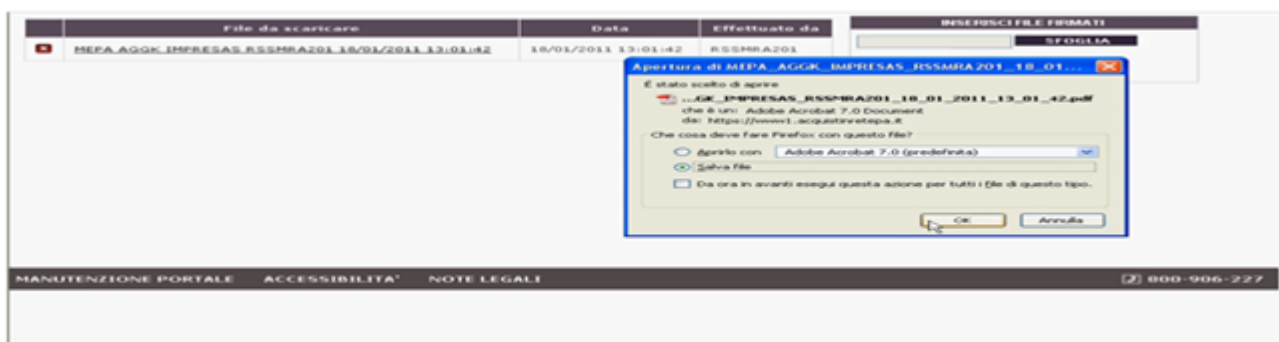 File da scaricare Data Effettuato da
INSERISCI FILE FIRMATI
MEPA AGGK IMPRESAS RSSMRA201 18/01/2011 13:01:42 18/01/2011 13:01:42 RSSMRA201
SFOGLIA
Apertura di MEPA_AGGK_IMPRESAS_RSSMRA201_18_01...
È stato scelto di aprire
...GK_IMPRESAS_RSSMRA201_18_01_2011_13_01_42.pdf
che è un: Adobe Acrobat 7.0 Document
da: https://www1.acquistinretepa.it
Che cosa deve fare Firefox con questo file?
Aprirlo con Adobe Acrobat 7.0 (predefinita)
Salva file
Da ora in avanti esegui questa azione per tutti i file di questo tipo.
OK Annulla
MANUTENZIONE PORTALE ACCESSIBILITA' NOTE LEGALI 800-906-227